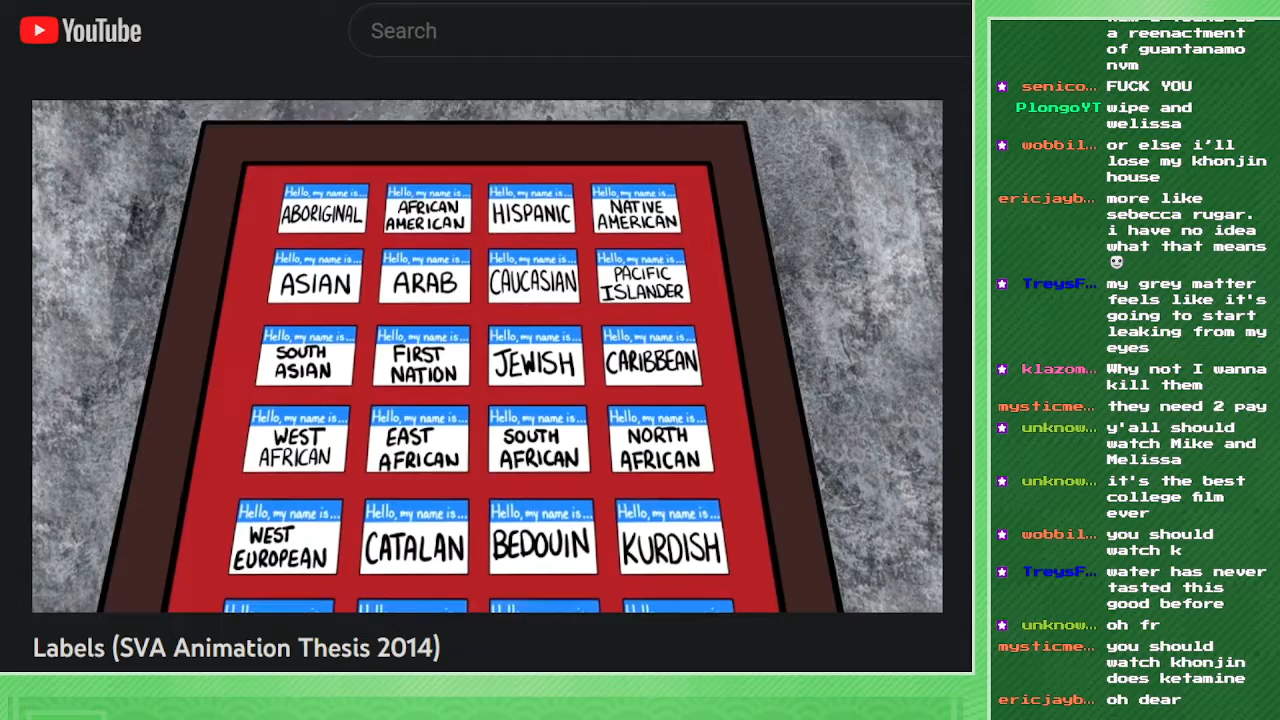 YouTube
Search
Hello, my name is...
ABORIGINAL
Hello, my name is...
AFRICAN
AMERICAN
Hello, my name is...
HISPANIC
Hello, my name is...
NATIVE
AMERICAN
Hello, my name is...
ASIAN
Hello, my name is...
ARAB
Hello, my name is...
CAUCASIAN
Hello, my name is...
PACIFIC
ISLANDER
Hello, my name is...
SOUTH
ASIAN
Hello, my name is...
FIRST
NATION
Hello, my name is...
JEWISH
Hello, my name is...
CARIBBEAN
Hello, my name is...
WEST
AFRICAN
Hello, my name is...
EAST
AFRICAN
Hello, my name is...
SOUTH
AFRICAN
Hello, my name is...
NORTH
AFRICAN
Hello, my name is...
WEST
EUROPEAN
Hello, my name is...
CATALAN
Hello, my name is...
BEDOUIN
Hello, my name is...
KURDISH
Labels (SVA Animation Thesis 2014)
a reenactment
of guantanamo
nvm
senico... FUCK YOU
PlongoYT wipe and
welissa
wobbil... or else i'll
lose my khonjin
house
ericjayb... more like
sebecca rugar.
i have no idea
what that means
TreysF... my grey matter
feels like it's
going to start
leaking from my
eyes
klazom... Why not I wanna
kill them
mysticme... they need 2 pay
unknow... y'all should
watch Mike and
Melissa
unknow... it's the best
college film
ever
wobbil... you should
watch k
TreysF... water has never
tasted this
good before
unknow... oh fr
mysticme... you should
watch khonjin
does ketamine
ericjayb... oh dear